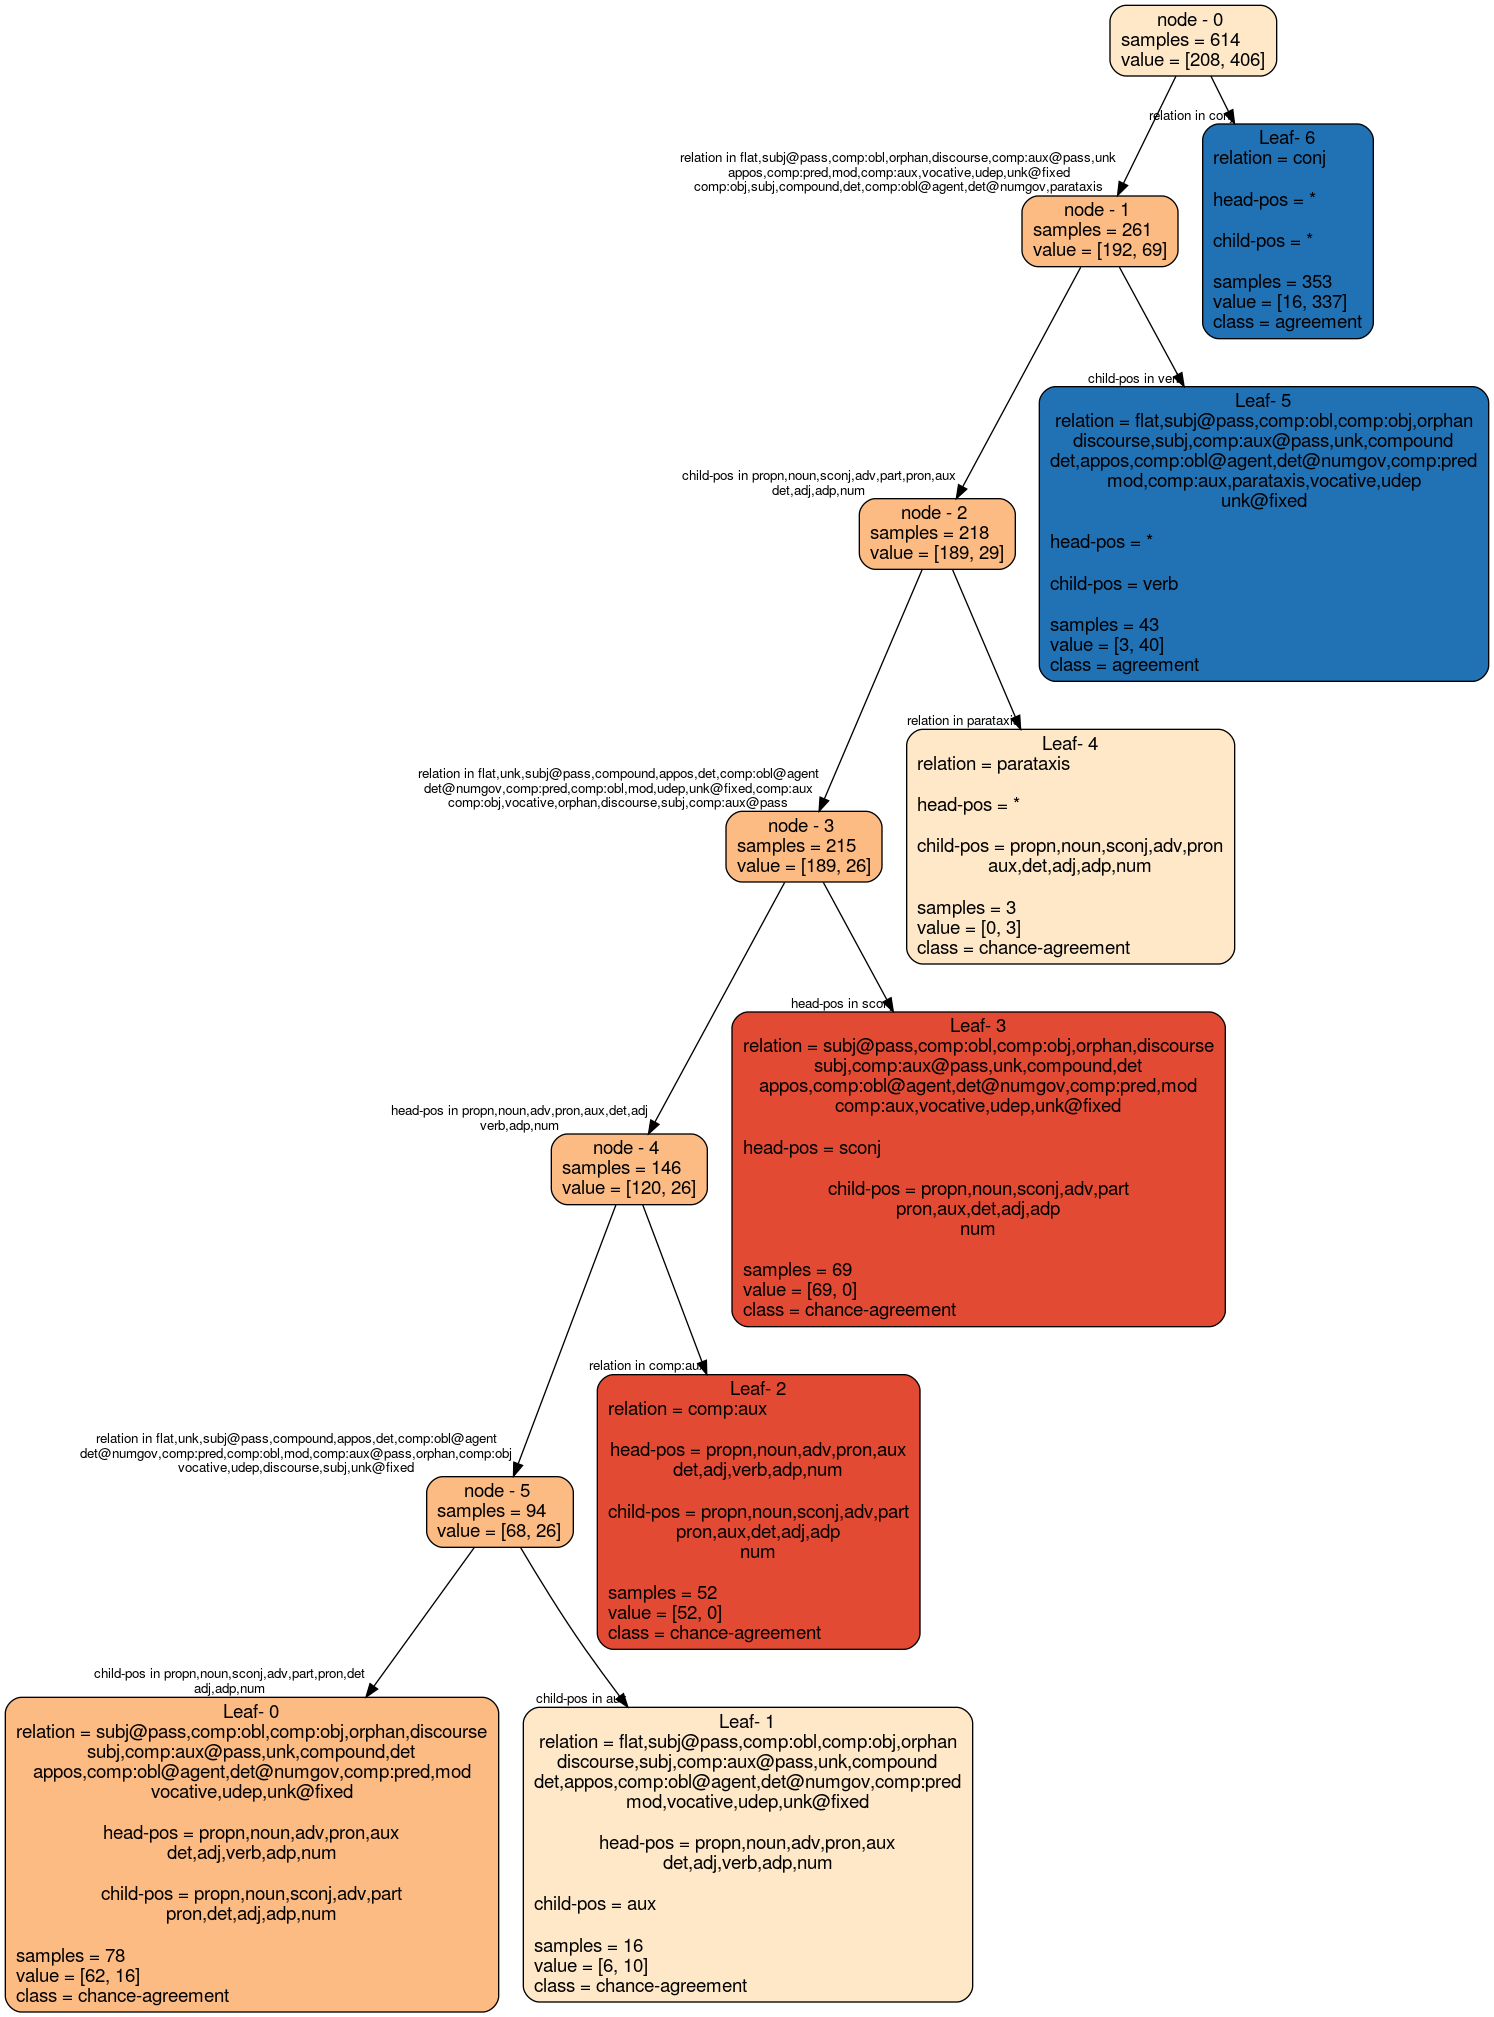 node - 0
samples = 614
value = [208, 406]
relation in conj
Leaf- 6
relation = conj
head-pos = *
child-pos = *
samples = 353
value = [16, 337]
class = agreement
relation in flat,subj@pass,comp:obl,orphan,discourse,comp:aux@pass,unk
appos,comp:pred,mod,comp:aux,vocative,udep,unk@fixed
comp:obj,subj,compound,det,comp:obl@agent,det@numgov,parataxis
node - 1
samples = 261
value = [192, 69]
child-pos in verb
Leaf- 5
relation = flat,subj@pass,comp:obl,comp:obj,orphan
discourse,subj,comp:aux@pass,unk,compound
det,appos,comp:obl@agent,det@numgov,comp:pred
mod,comp:aux,parataxis,vocative,udep
unk@fixed
head-pos = *
child-pos = verb
samples = 43
value = [3, 40]
class = agreement
child-pos in propn,noun,sconj,adv,part,pron,aux
det,adj,adp,num
node - 2
samples = 218
value = [189, 29]
relation in parataxis
Leaf- 4
relation = parataxis
head-pos = *
child-pos = propn,noun,sconj,adv,pron
aux,det,adj,adp,num
samples = 3
value = [0, 3]
class = chance-agreement
relation in flat,unk,subj@pass,compound,appos,det,comp:obl@agent
det@numgov,comp:pred,comp:obl,mod,udep,unk@fixed,comp:aux
comp:obj,vocative,orphan,discourse,subj,comp:aux@pass
node - 3
samples = 215
value = [189, 26]
head-pos in sconj
Leaf- 3
relation = subj@pass,comp:obl,comp:obj,orphan,discourse
subj,comp:aux@pass,unk,compound,det
appos,comp:obl@agent,det@numgov,comp:pred,mod
comp:aux,vocative,udep,unk@fixed
head-pos = sconj
child-pos = propn,noun,sconj,adv,part
pron,aux,det,adj,adp
num
samples = 69
value = [69, 0]
class = chance-agreement
head-pos in propn,noun,adv,pron,aux,det,adj
verb,adp,num
node - 4
samples = 146
value = [120, 26]
relation in comp:aux
Leaf- 2
relation = comp:aux
head-pos = propn,noun,adv,pron,aux
det,adj,verb,adp,num
child-pos = propn,noun,sconj,adv,part
pron,aux,det,adj,adp
num
samples = 52
value = [52, 0]
class = chance-agreement
relation in flat,unk,subj@pass,compound,appos,det,comp:obl@agent
det@numgov,comp:pred,comp:obl,mod,comp:aux@pass,orphan,comp:obj
vocative,udep,discourse,subj,unk@fixed
node - 5
samples = 94
value = [68, 26]
child-pos in propn,noun,sconj,adv,part,pron,det
adj,adp,num
Leaf- 0
relation = subj@pass,comp:obl,comp:obj,orphan,discourse
subj,comp:aux@pass,unk,compound,det
appos,comp:obl@agent,det@numgov,comp:pred,mod
vocative,udep,unk@fixed
head-pos = propn,noun,adv,pron,aux
det,adj,verb,adp,num
child-pos = propn,noun,sconj,adv,part
pron,det,adj,adp,num
samples = 78
value = [62, 16]
class = chance-agreement
child-pos in aux
Leaf- 1
relation = flat,subj@pass,comp:obl,comp:obj,orphan
discourse,subj,comp:aux@pass,unk,compound
det,appos,comp:obl@agent,det@numgov,comp:pred
mod,vocative,udep,unk@fixed
head-pos = propn,noun,adv,pron,aux
det,adj,verb,adp,num
child-pos = aux
samples = 16
value = [6, 10]
class = chance-agreement